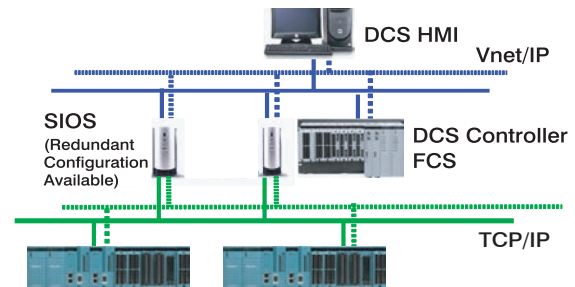 DCS HMI
Vnet/IP
SIOS
(Redundant
Configuration
Available)
DCS Controller
FCS
TCP/IP